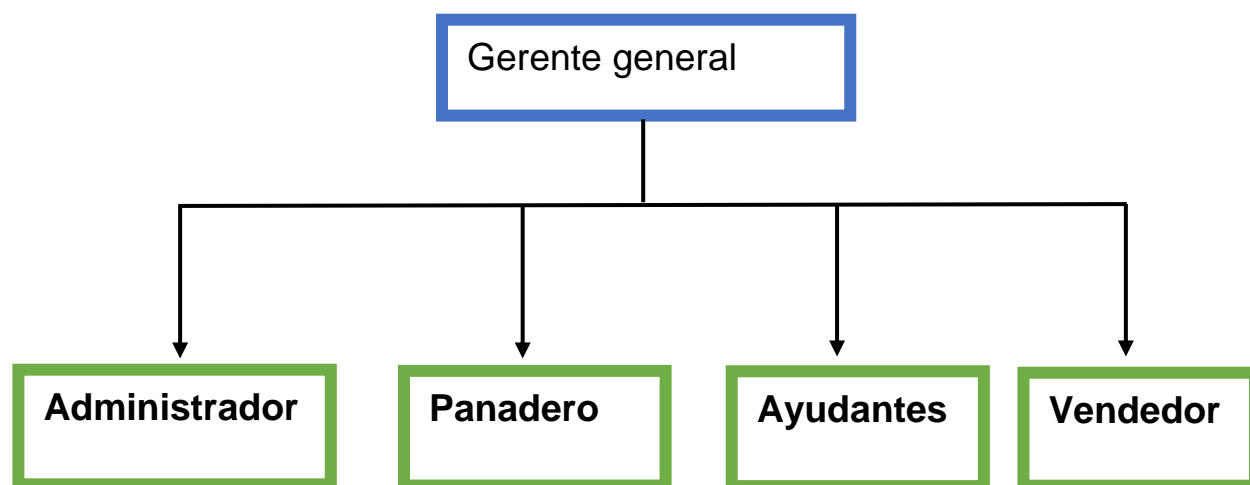 Gerente general
Administrador
Panadero
Ayudantes
Vendedor